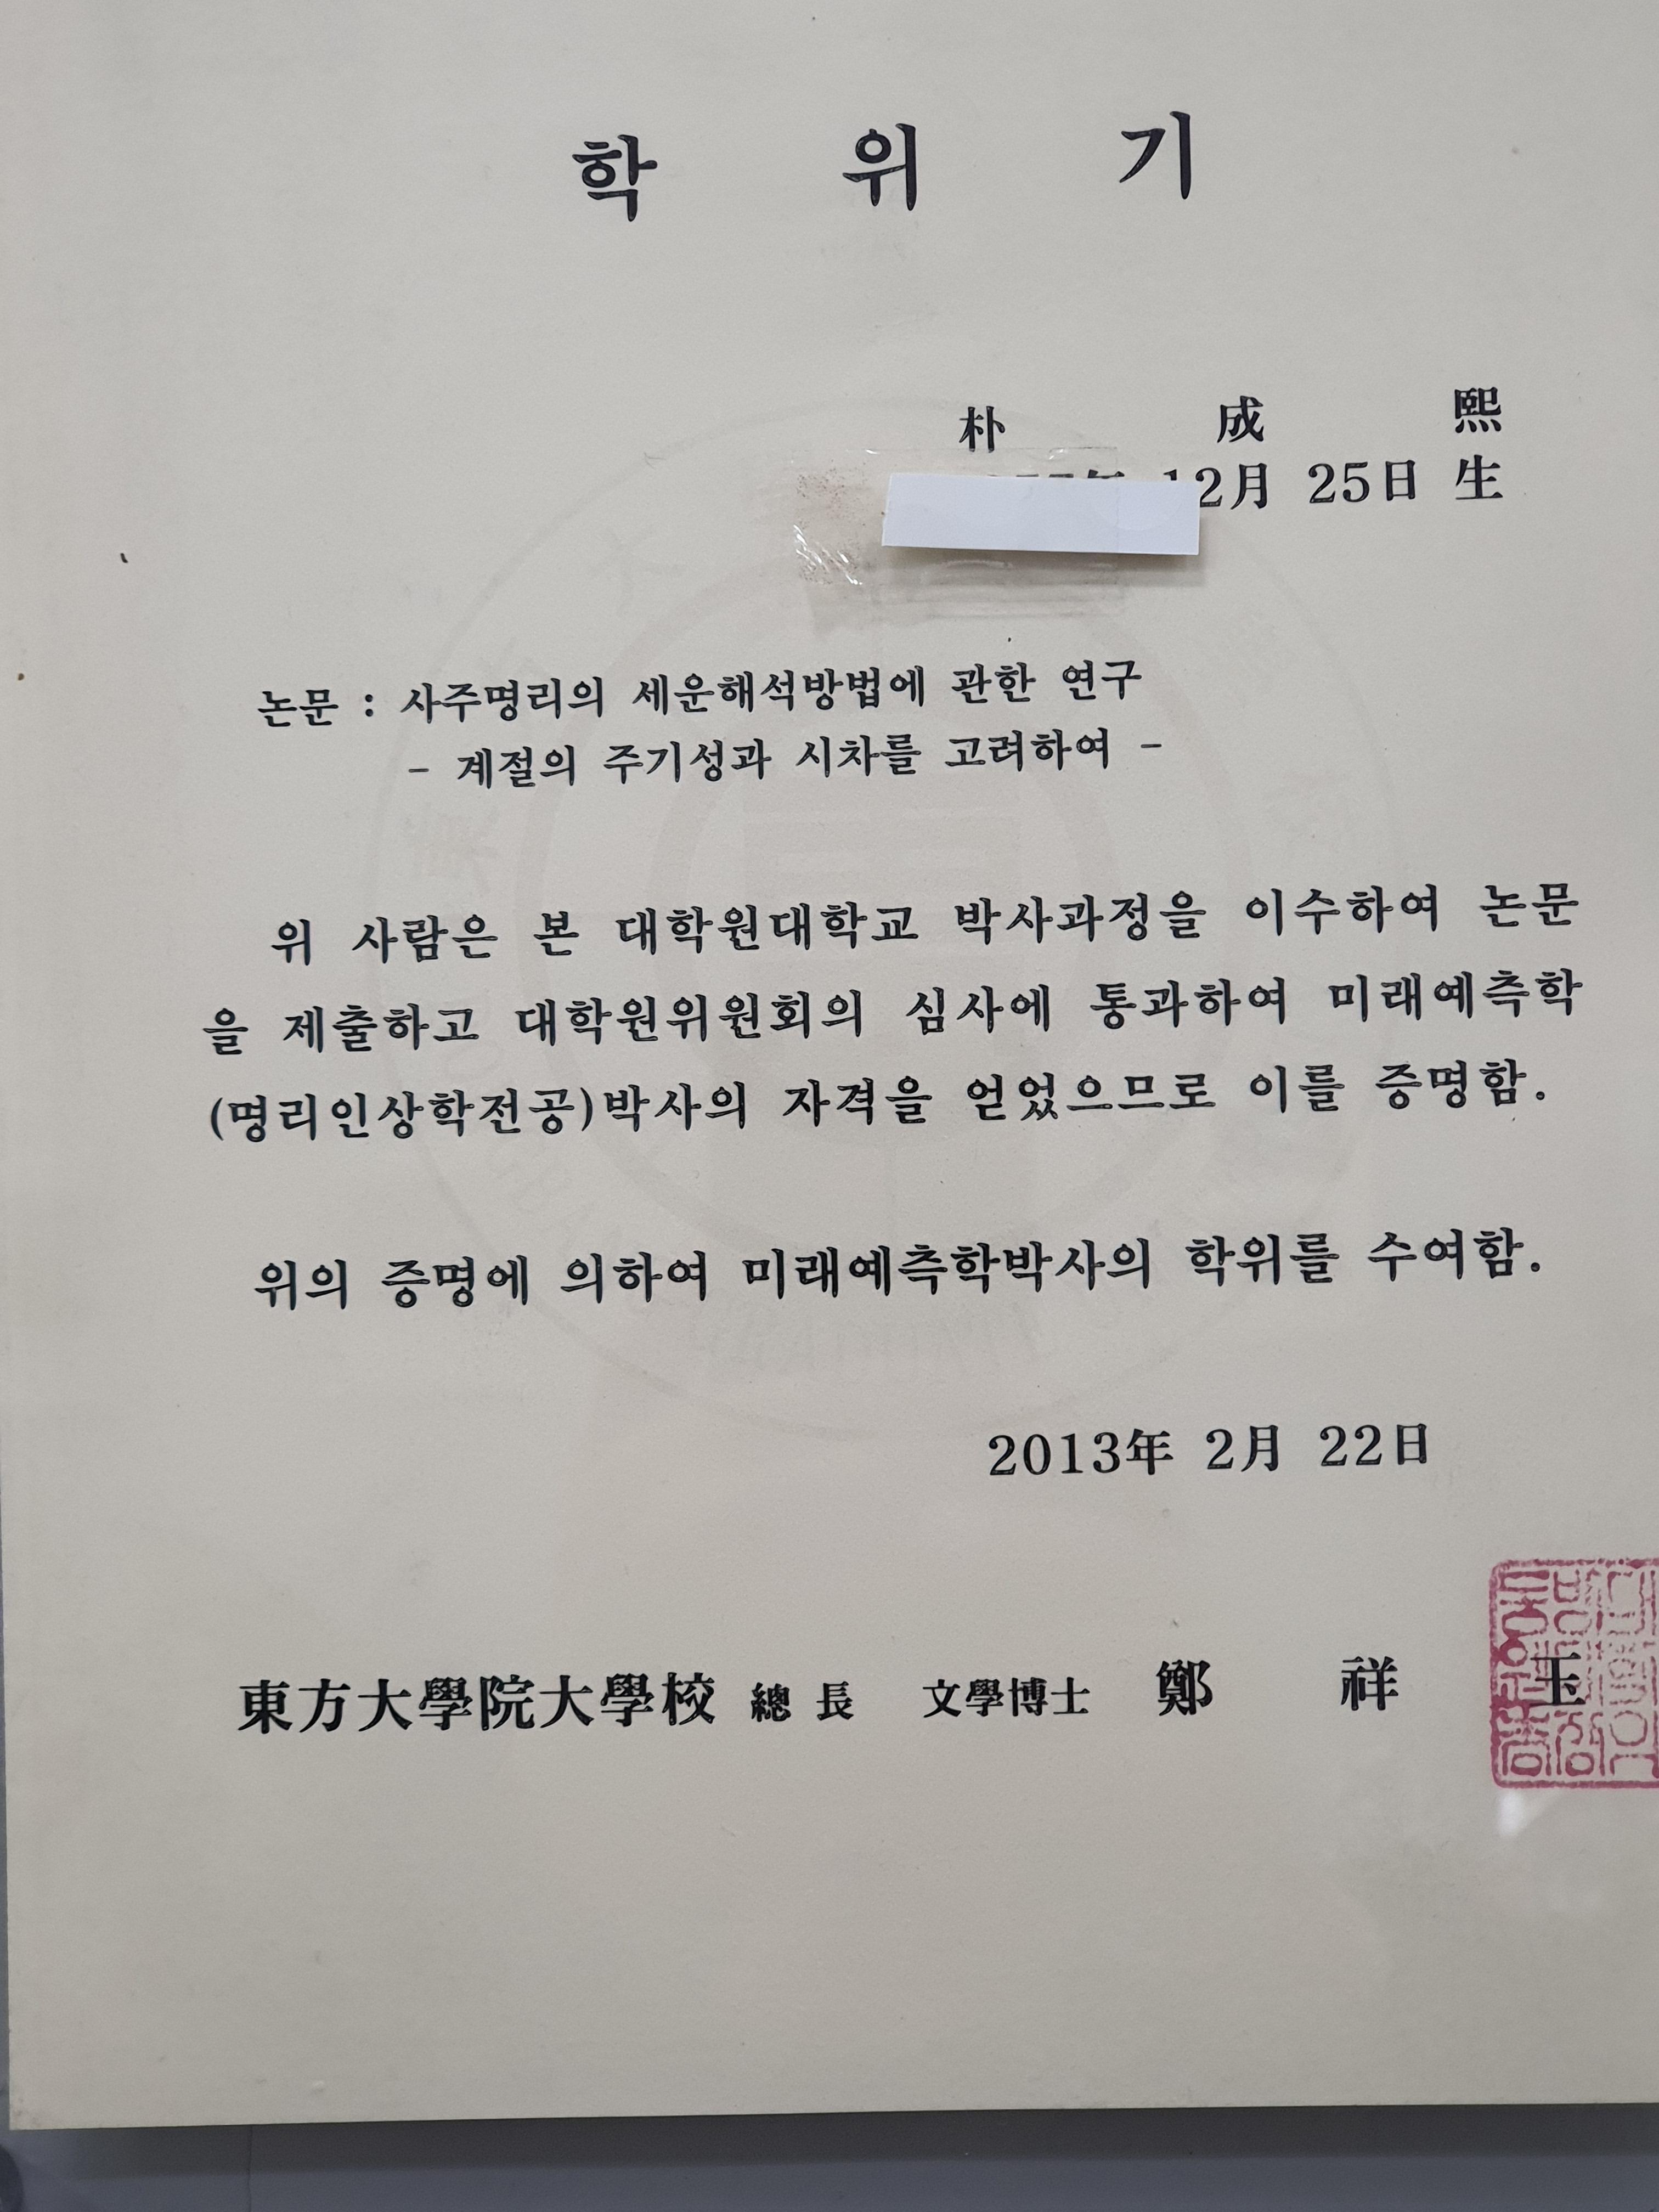 학 위 기
朴 成 熙
12月 25日 生
논문 : 사주명리의 세운해석방법에 관한 연구
- 계절의 주기성과 시차를 고려하여 -
위 사람은 본 대학원대학교 박사과정을 이수하여 논문
을 제출하고 대학원위원회의 심사에 통과하여 미래예측학
(명리인상학전공)박사의 자격을 얻었으므로 이를 증명함.
위의 증명에 의하여 미래예측학박사의 학위를 수여함.
2013年 2月 22日
東方大學院大學校 總 長 文學博士 鄭 祥 玉